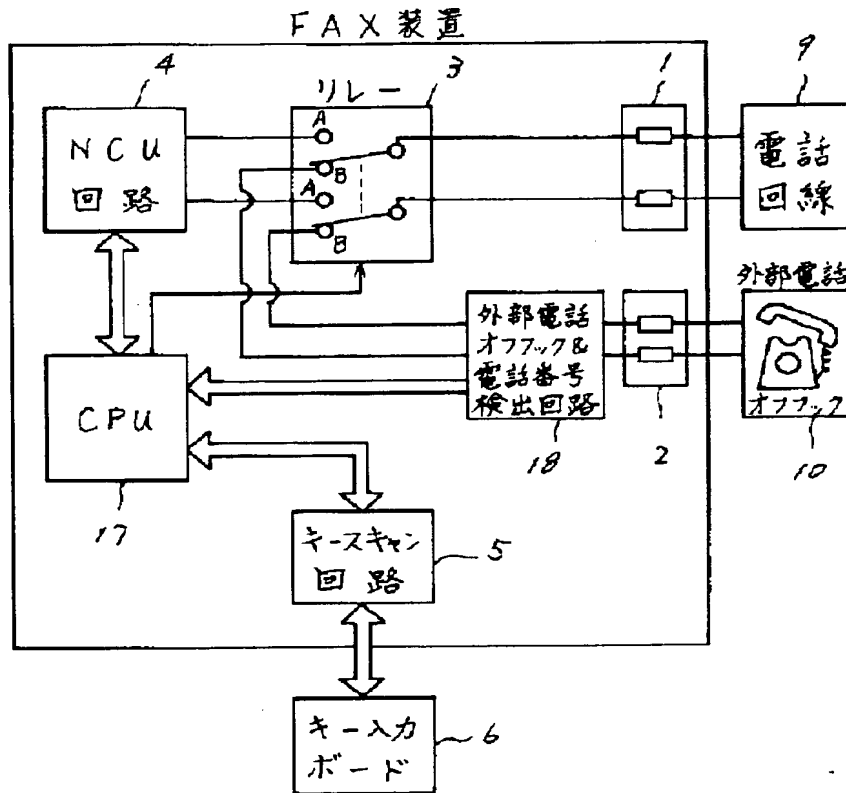 FAX装置
4
リレー
3
1
9
NCU
回路
A
B
A
B
電話
回線
外部電話
外部電話
オフフック&
電話番号
検出回路
オフフック
CPU
18
2
10
17
キースキャン
回路
5
キー入力
ボード
6